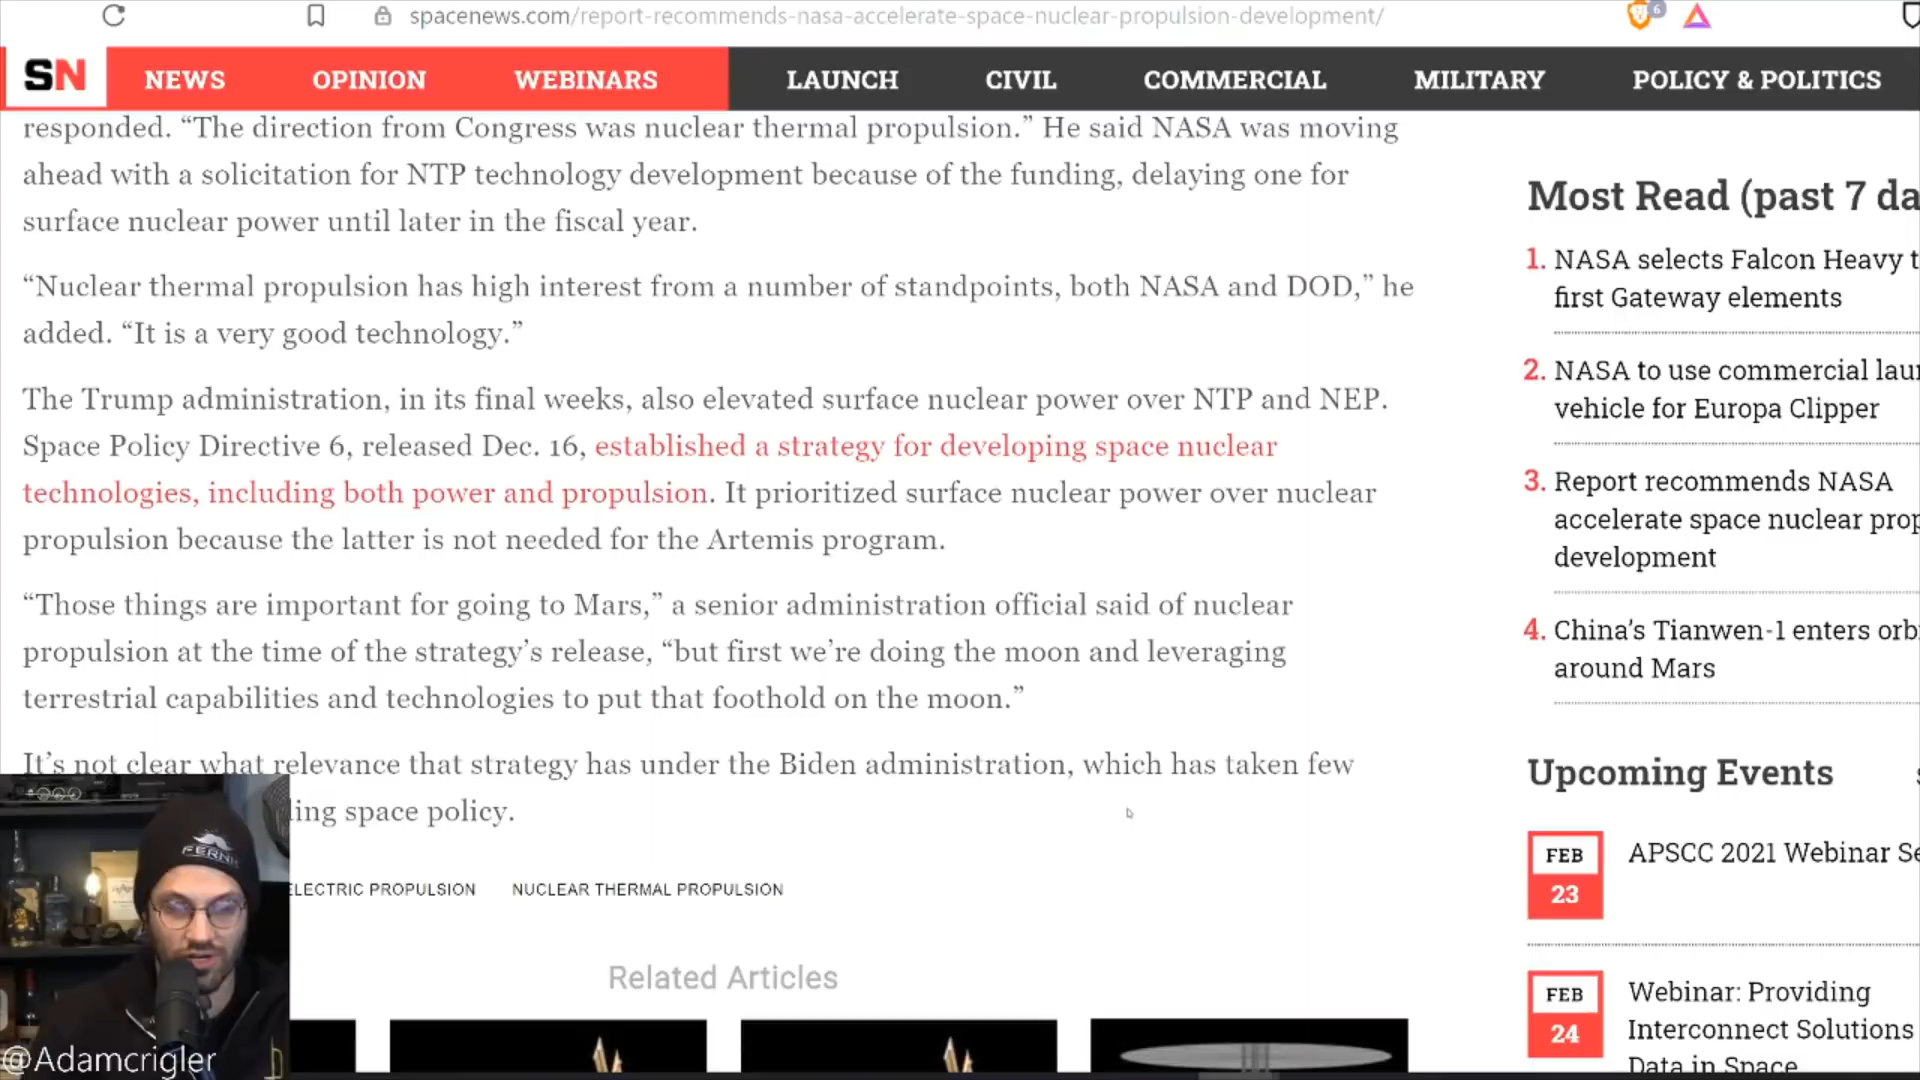 spacenews.com/report-recommends-nasa-accelerate-space-nuclear-propulsion-development/
6
SN NEWS OPINION WEBINARS LAUNCH CIVIL COMMERCIAL MILITARY POLICY & POLITICS
responded. “The direction from Congress was nuclear thermal propulsion.” He said NASA was moving
ahead with a solicitation for NTP technology development because of the funding, delaying one for
surface nuclear power until later in the fiscal year.
“Nuclear thermal propulsion has high interest from a number of standpoints, both NASA and DOD,” he
added. “It is a very good technology.”
The Trump administration, in its final weeks, also elevated surface nuclear power over NTP and NEP.
Space Policy Directive 6, released Dec. 16, established a strategy for developing space nuclear
technologies, including both power and propulsion. It prioritized surface nuclear power over nuclear
propulsion because the latter is not needed for the Artemis program.
“Those things are important for going to Mars,” a senior administration official said of nuclear
propulsion at the time of the strategy’s release, “but first we’re doing the moon and leveraging
terrestrial capabilities and technologies to put that foothold on the moon.”
It’s not clear what relevance that strategy has under the Biden administration, which has taken few
ing space policy.
LECTRIC PROPULSION NUCLEAR THERMAL PROPULSION
Related Articles
Most Read (past 7 da
1. NASA selects Falcon Heavy t
first Gateway elements
2. NASA to use commercial lau
vehicle for Europa Clipper
3. Report recommends NASA
accelerate space nuclear prop
development
4. China’s Tianwen-1 enters orb
around Mars
Upcoming Events
FEB
23
APSCC 2021 Webinar Se
FEB
24
Webinar: Providing
Interconnect Solutions
Data in Space
FERN
@Adamcrigler